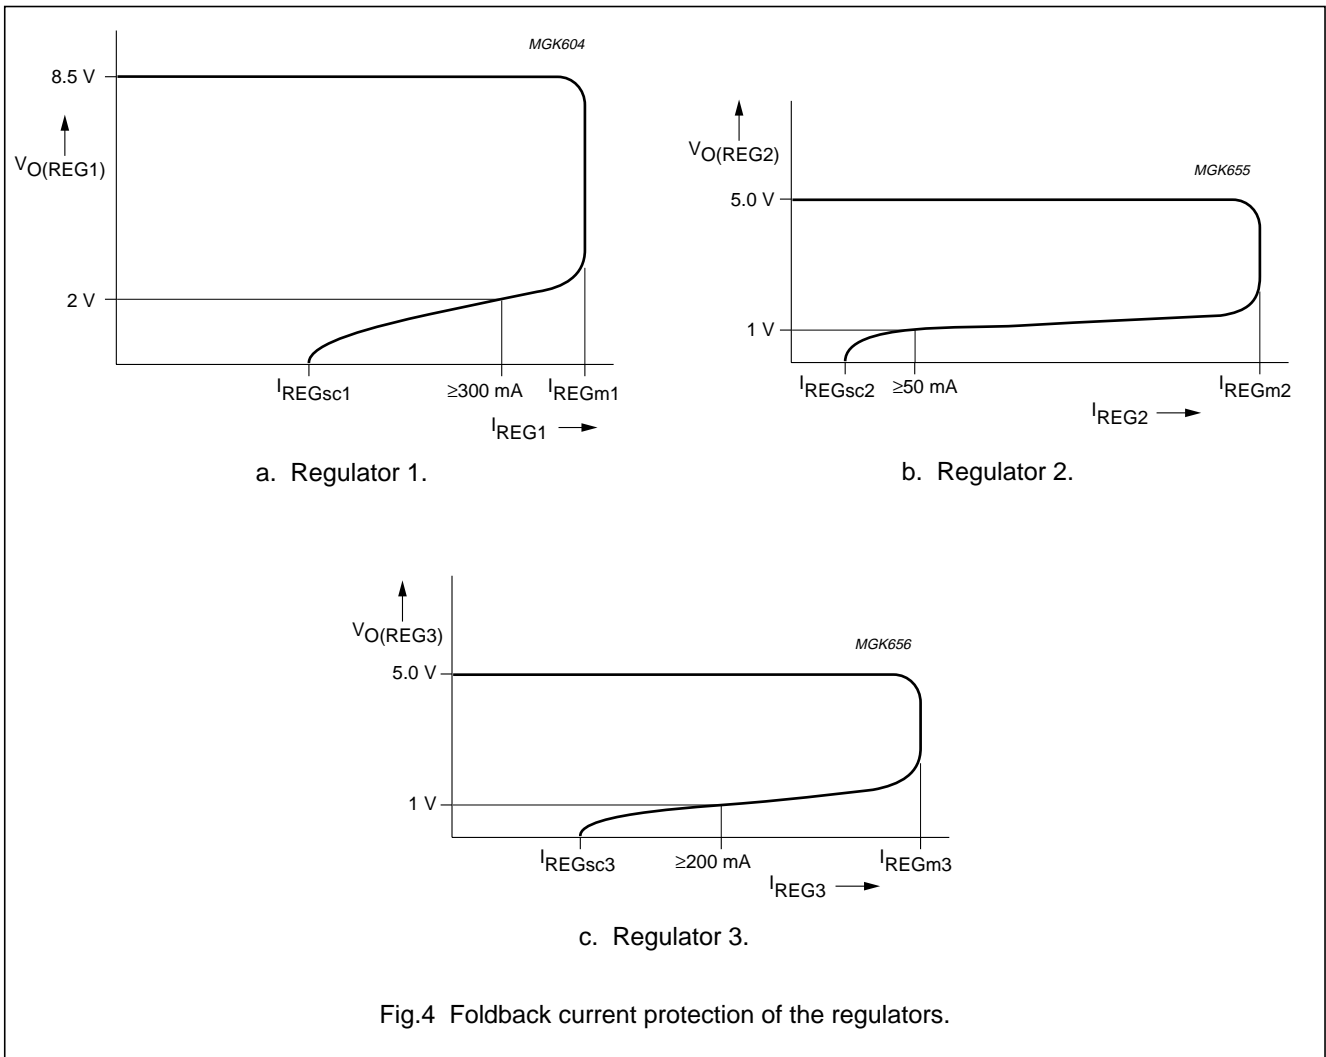 MGK604
8.5 V
VO(REG1)
2 V
IREGsc1
≥300 mA
IREGm1
IREG1
a. Regulator 1.
VO(REG2)
MGK655
5.0 V
1 V
IREGsc2
≥50 mA
IREGm2
IREG2
b. Regulator 2.
VO(REG3)
MGK656
5.0 V
1 V
IREGsc3
≥200 mA
IREGm3
IREG3
c. Regulator 3.
Fig.4 Foldback current protection of the regulators.